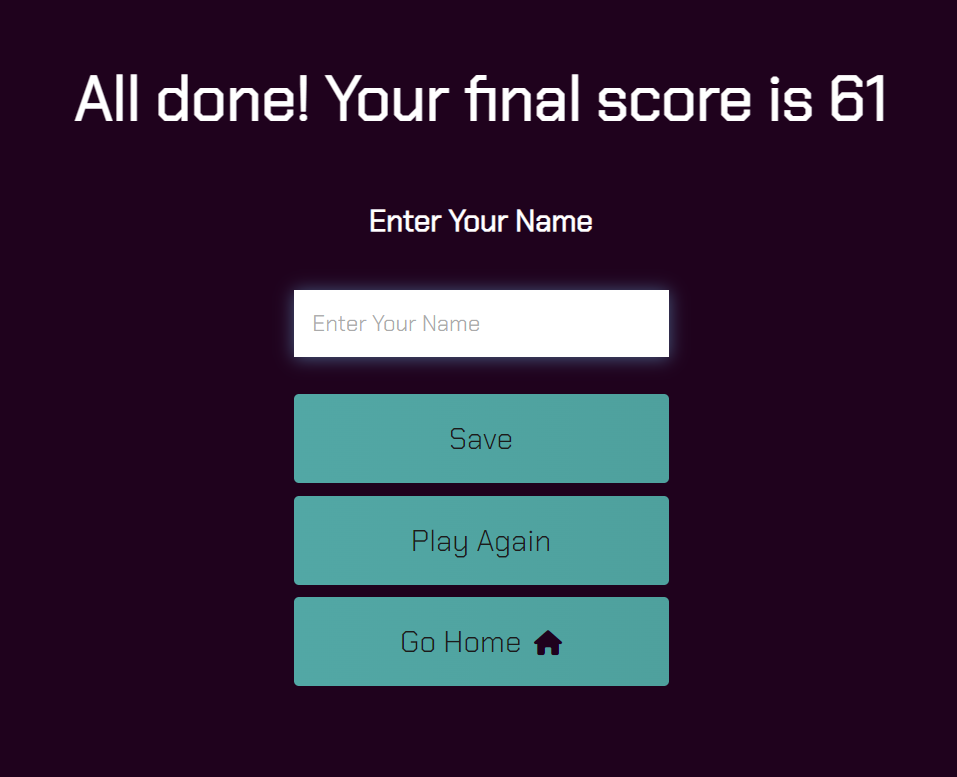 All done! Your final score is 61
Enter Your Name
Enter Your Name
Save
Play Again
Go Home